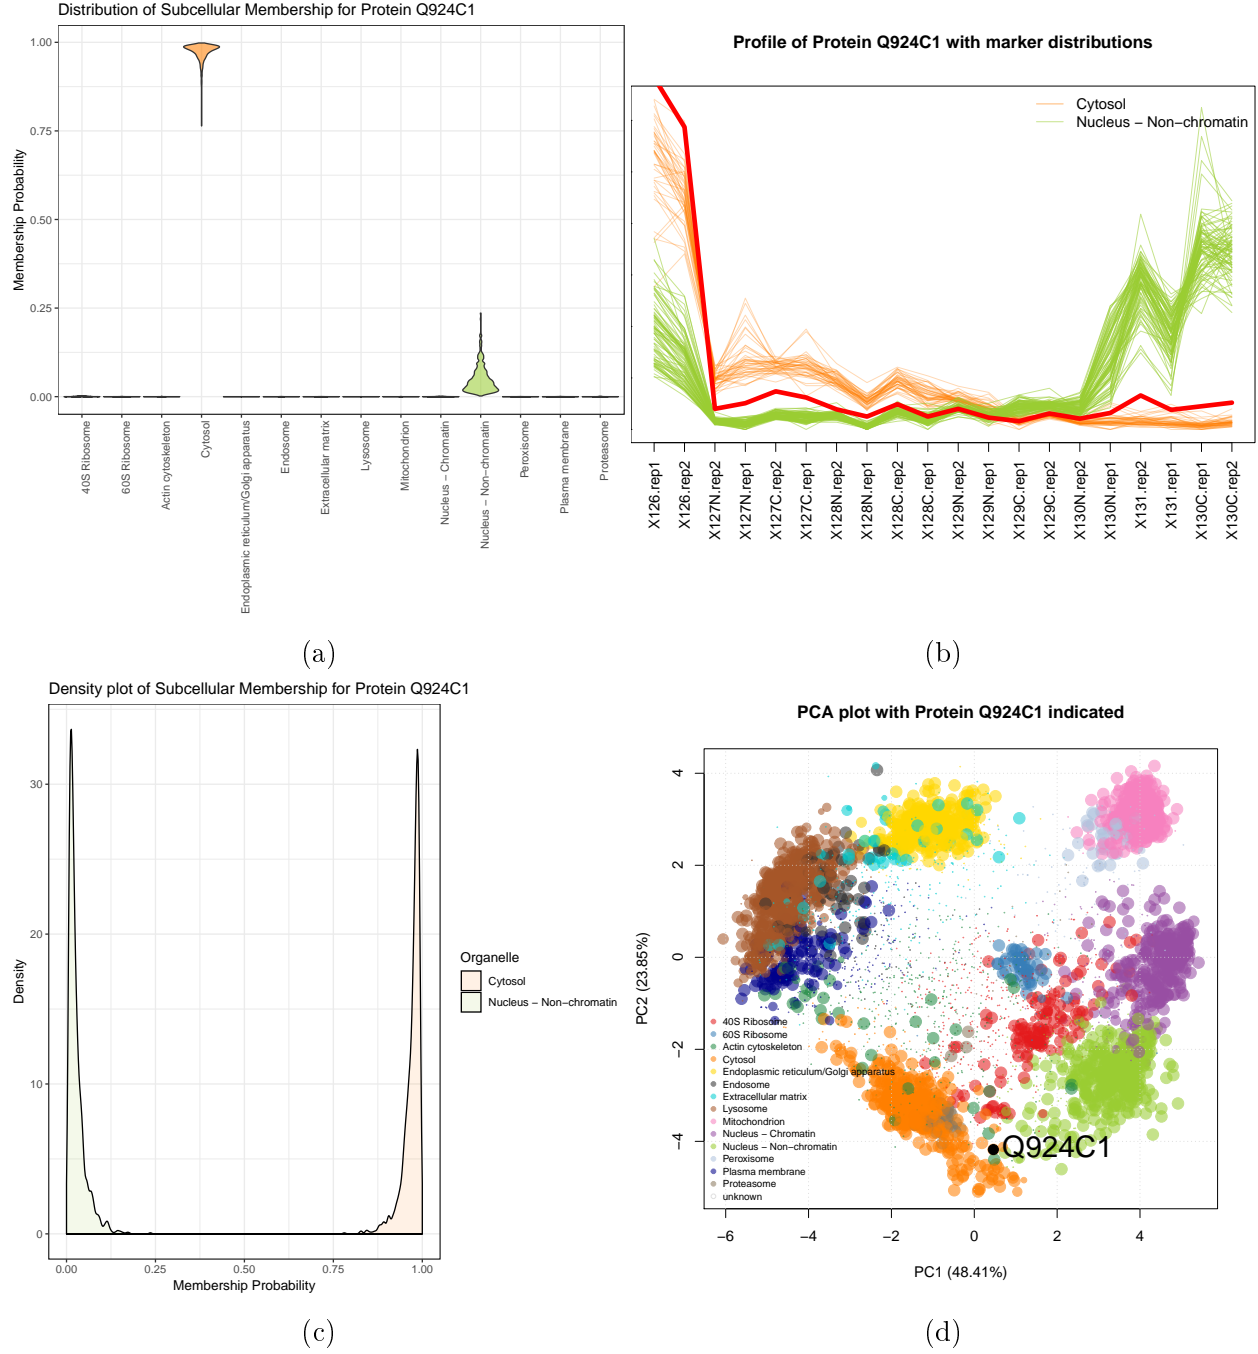 Distribution of Subcellular Membership for Protein Q924C1
Membership Probability
1.00
0.75
0.50
0.25
0.00
40S Ribosome
60S Ribosome
Actin cytoskeleton
Cytosol
Endoplasmic reticulum/Golgi apparatus
Endosome
Extracellular matrix
Lysosome
Mitochondrion
Nucleus − Chromatin
Nucleus − Non−chromatin
Peroxisome
Plasma membrane
Proteasome
(a)
Profile of Protein Q924C1 with marker distributions
Cytosol
Nucleus − Non−chromatin
X126.rep1
X126.rep2
X127N.rep2
X127N.rep1
X127C.rep2
X127C.rep1
X128N.rep2
X128N.rep1
X128C.rep2
X128C.rep1
X129N.rep2
X129N.rep1
X129C.rep1
X129C.rep2
X130N.rep2
X130N.rep1
X131.rep2
X131.rep1
X130C.rep1
X130C.rep2
(b)
Density plot of Subcellular Membership for Protein Q924C1
Density
30
20
10
0
0.00
0.25
0.50
0.75
1.00
Membership Probability
Organelle
Cytosol
Nucleus − Non−chromatin
(c)
PCA plot with Protein Q924C1 indicated
PC2 (23.85%)
4
2
0
−2
−4
40S Ribosome
60S Ribosome
Actin cytoskeleton
Cytosol
Endoplasmic reticulum/Golgi apparatus
Endosome
Extracellular matrix
Lysosome
Mitochondrion
Nucleus − Chromatin
Nucleus − Non−chromatin
Peroxisome
Plasma membrane
Proteasome
unknown
Q924C1
−6
−4
−2
0
2
4
PC1 (48.41%)
(d)